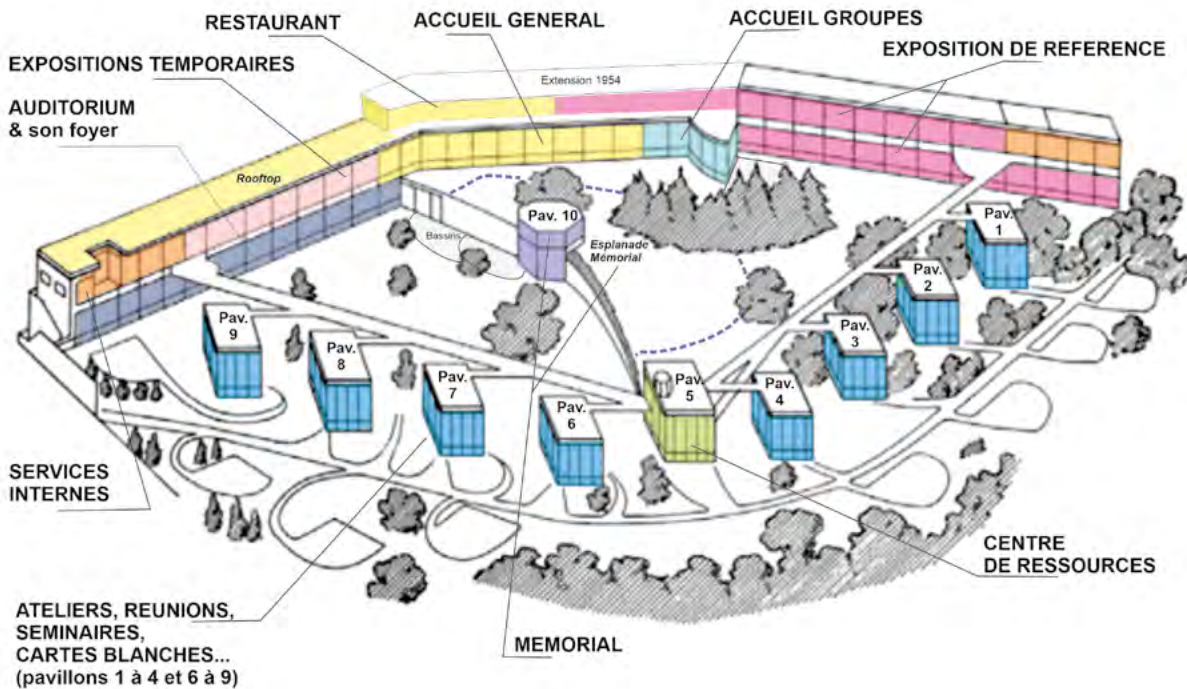 RESTAURANT
ACCUEIL GENERAL
ACCUEIL GROUPES
EXPOSITIONS TEMPORAIRES
EXPOSITION DE REFERENCE
Extension 1954
AUDITORIUM
& son foyer
Rooftop
Pav. 10
Bassins
Esplanade
Mémorial
Pav.
1
Pav.
2
Pav.
3
Pav.
4
Pav.
5
Pav.
6
Pav.
7
Pav.
8
Pav.
9
SERVICES
INTERNES
CENTRE
DE RESSOURCES
ATELIERS, REUNIONS,
SEMINAIRES,
CARTES BLANCHES...
(pavillons 1 à 4 et 6 à 9)
MEMORIAL